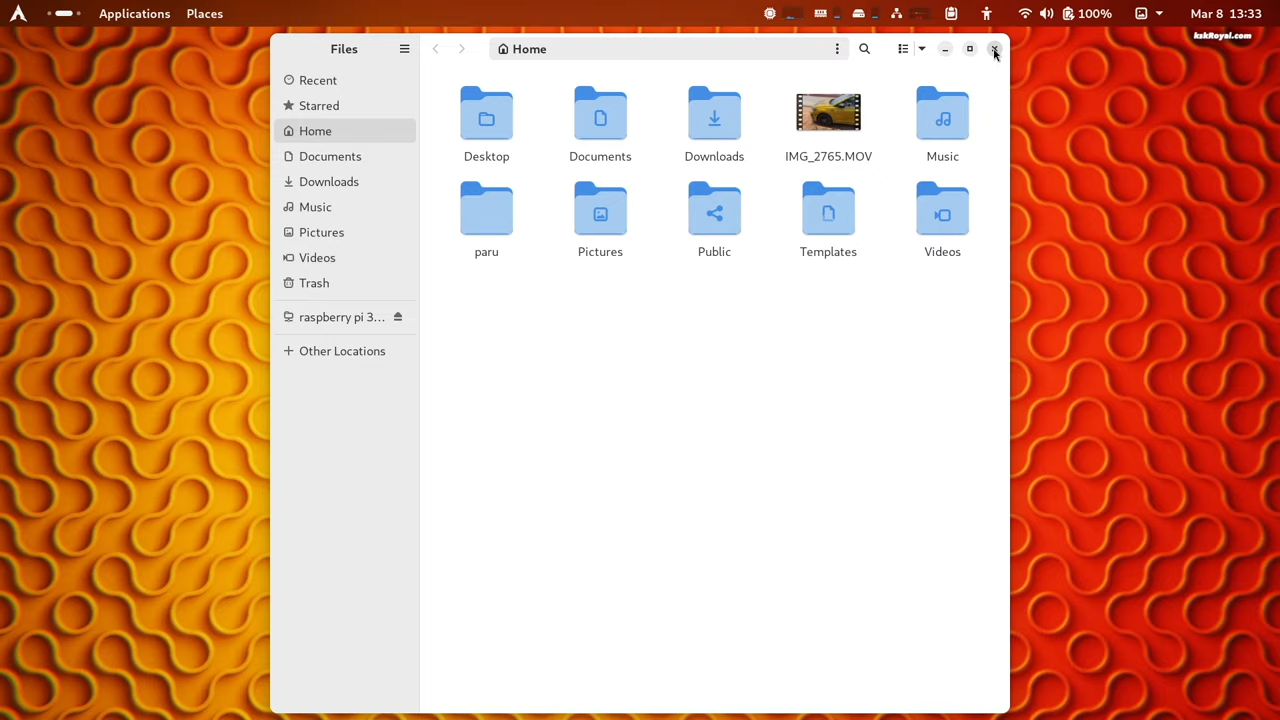 Applications Places 100% Mar 8 13:33
kskRoyal.com
Files Home
Recent
Starred
Home
Documents
Downloads
Music
Pictures
Videos
Trash
raspberry pi 3...
Other Locations
Desktop Documents Downloads IMG_2765.MOV Music
paru Pictures Public Templates Videos